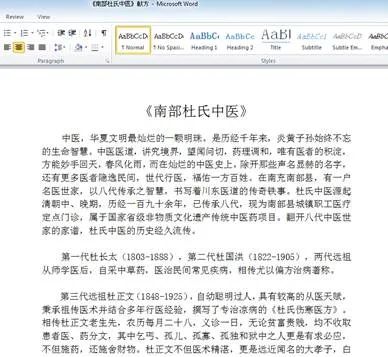 《南部杜氏中医》献方 - Microsoft Word
Review
View
AaBbCcDc
AaBbCcDc
AaBbC
AaBbCc
AaBl
AaBbCc.
AaBbCcDt
¶ Normal
¶ No Spaci...
Heading 1
Heading 2
Title
Subtitle
Subtle Em...
Empha
Paragraph
Styles
《南部杜氏中医》
中医，华夏文明最灿烂的一颗明珠，是历经千年来，炎黄子孙始终不忘
的生命智慧，中医医道，讲究境界，望闻问切，药理调和，唯有医者的积淀，
方能妙手回天，春风化雨，而在灿烂的中医史上，除开那些声名显赫的名字，
还有更多医者隐逸民间，世代行医，福佑一方百姓。在南充南部县，有一户
名医世家，以八代传承之智慧，书写着川东医道的传奇轶事。杜氏中医源起
清朝中、晚期，历经一百九十余年，已传承八代，现为南部县城镇职工医疗
定点门诊，属于国家省级非物质文化遗产传统中医药项目。翻开八代中医世
家的家谱，杜氏中医的历史经久流传。
第一代杜长太（1803-1888），第二代杜国洪（1822-1905），两代远祖
从师学医后，自采中草药，医治民间常见疾病，相传尤以偏方治病著称。
第三代远祖杜正文(1848-1925)，自幼聪明过人，具有较高的从医天赋，
秉承祖传医术并结合多年行医经验，撰写了专治凉病的《杜氏伤寒医方》。
相传杜正文老先生，农历每月二十八，义诊一日，无论贫富贵贱，均不收取
患者医、药分文，其中乞丐、孤儿、孤寡、孤独和狱中之人更是有求必应，
不但施药，还施舍财物。杜正文不但医术精湛，更是远近闻名的大孝子，白